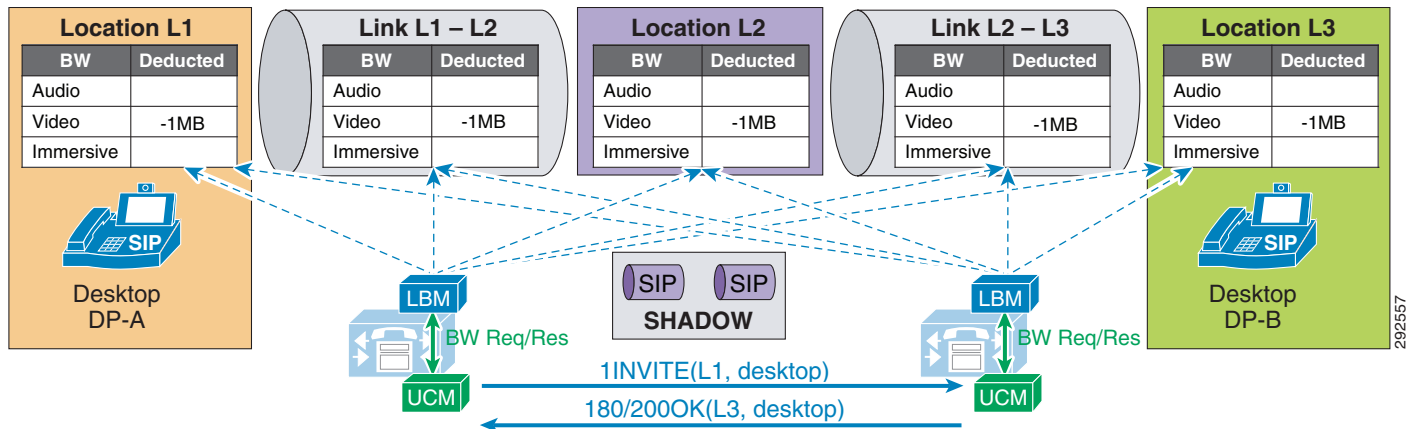 Location L1
BW Deducted
Audio
Video -1MB
Immersive
SIP
Desktop
DP-A
Link L1 – L2
BW Deducted
Audio
Video -1MB
Immersive
Location L2
BW Deducted
Audio
Video -1MB
Immersive
Link L2 – L3
BW Deducted
Audio
Video -1MB
Immersive
Location L3
BW Deducted
Audio
Video -1MB
Immersive
SIP
Desktop
DP-B
LBM
BW Req/Res
UCM
SIP SIP
SHADOW
LBM
BW Req/Res
UCM
1INVITE(L1, desktop)
180/200OK(L3, desktop)
292557